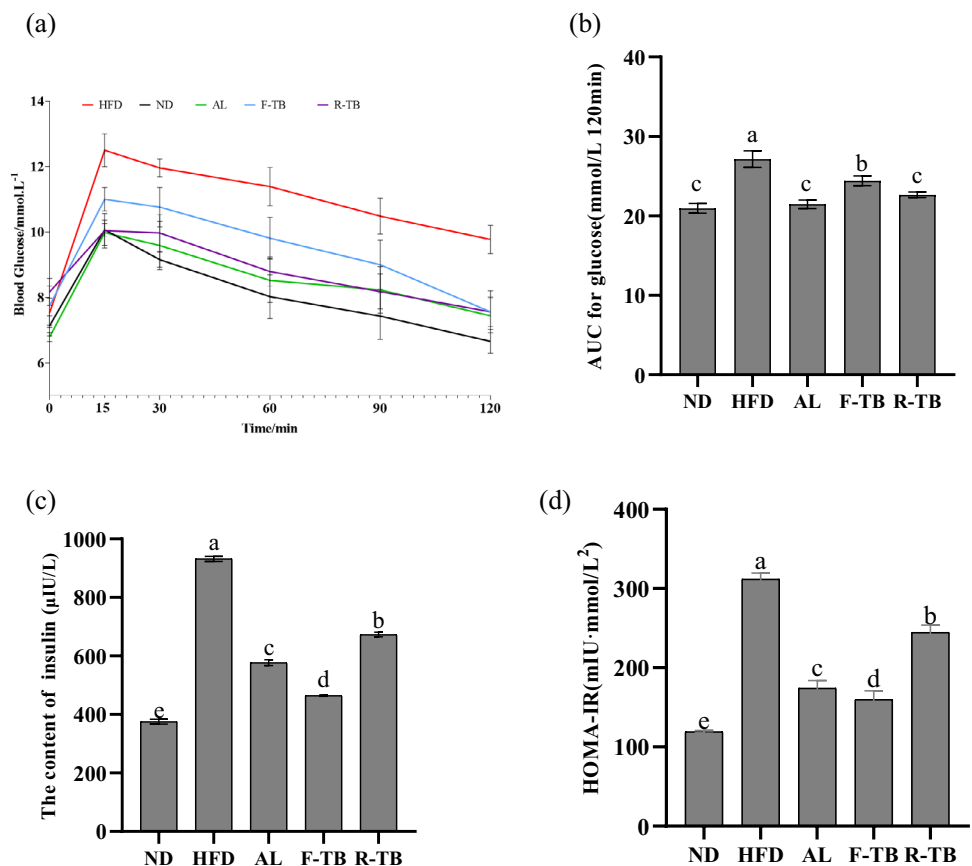 (a)
HFD ND AL F-TB R-TB
14
12
10
8
6
Blood Glucose/mmol.L-1
0 15 30 60 90 120
Time/min
(b)
AUC for glucose(mmol/L 120min)
40
30
20
10
0
c a c b c
ND HFD AL F-TB R-TB
(c)
The content of insulin (μIU/L)
1000
800
600
400
200
0
e a c d b
ND HFD AL F-TB R-TB
(d)
HOMA-IR(mIU·mmol/L²)
400
300
200
100
0
e a c d b
ND HFD AL F-TB R-TB